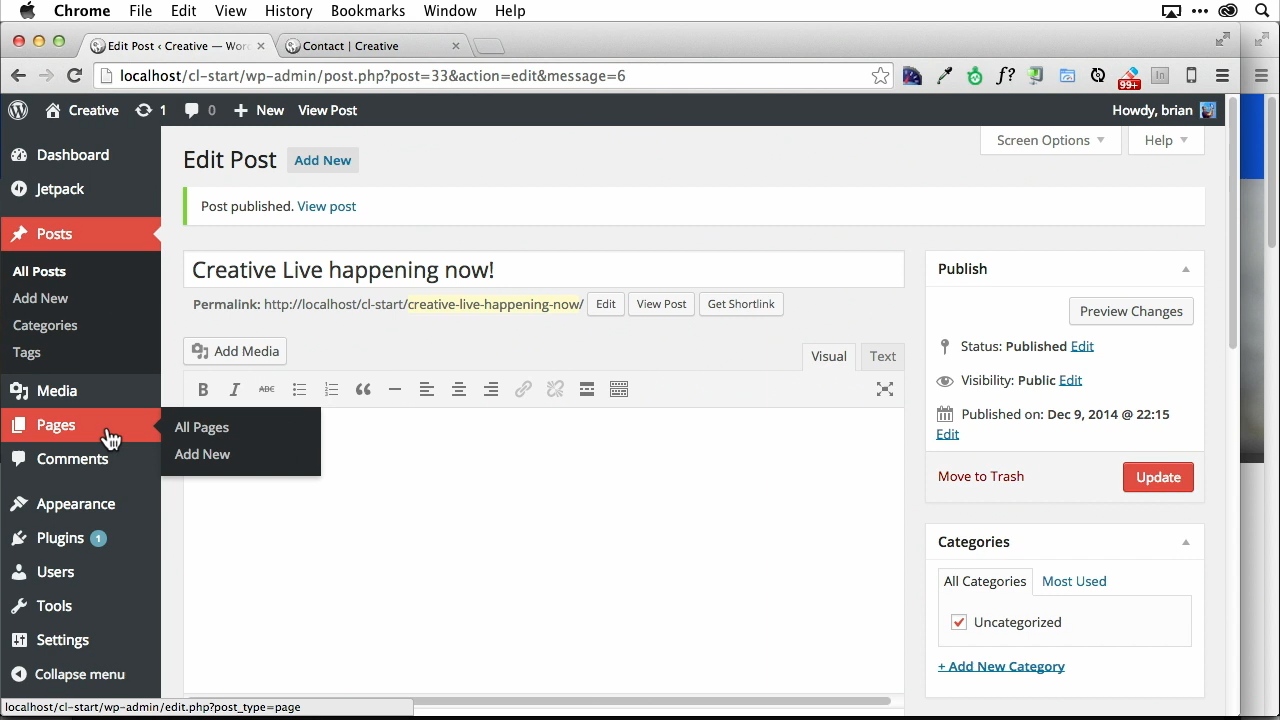 Chrome File Edit View History Bookmarks Window Help
Edit Post ‹ Creative — Wor Contact | Creative
localhost/cl-start/wp-admin/post.php?post=33&action=edit&message=6 f? 99+ In
Creative 1 0 New View Post Howdy, brian
Screen Options Help
Dashboard
Edit Post Add New
Jetpack
Post published. View post
Posts
All Posts
Add New
Categories
Tags
Media
Pages
Comments
Appearance
Plugins 1
Users
Tools
Settings
Collapse menu
All Pages
Add New
Creative Live happening now!
Permalink: http://localhost/cl-start/creative-live-happening-now/ Edit View Post Get Shortlink
Add Media Visual Text
B I ABC
Publish
Preview Changes
Status: Published Edit
Visibility: Public Edit
Published on: Dec 9, 2014 @ 22:15
Edit
Move to Trash Update
Categories
All Categories Most Used
Uncategorized
+ Add New Category
localhost/cl-start/wp-admin/edit.php?post_type=page